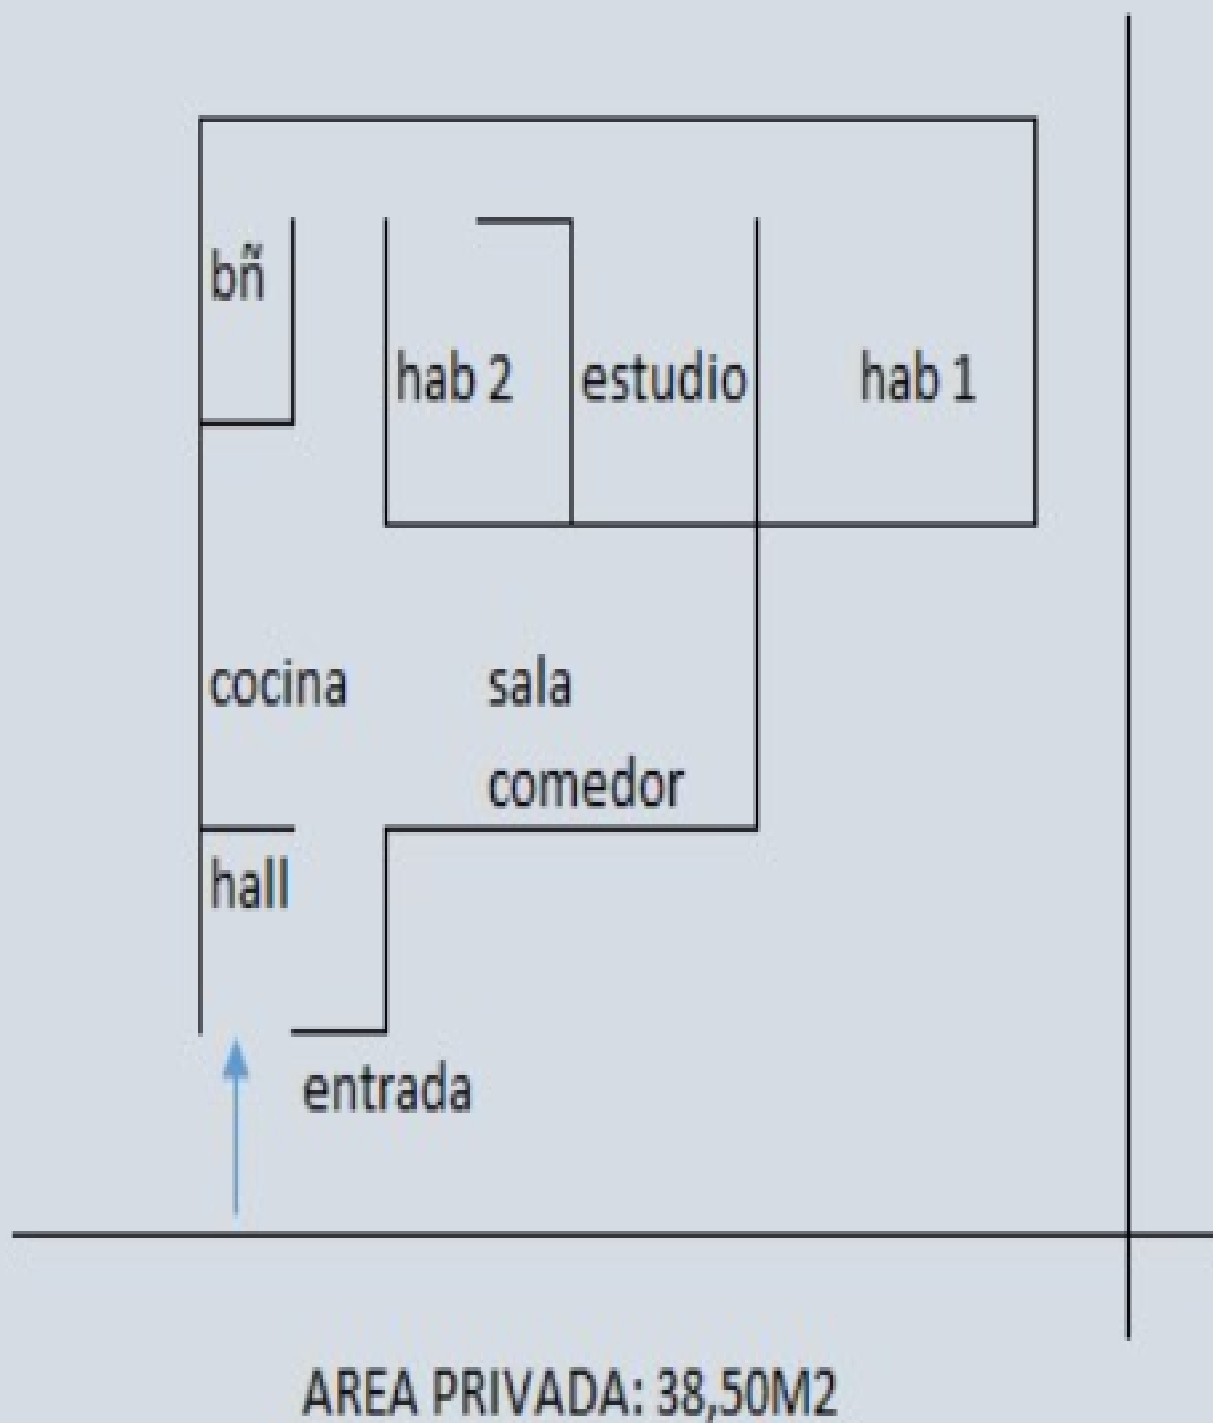 bñ
hab 2
estudio
hab 1
cocina
sala
comedor
hall
entrada
AREA PRIVADA: 38,50M2